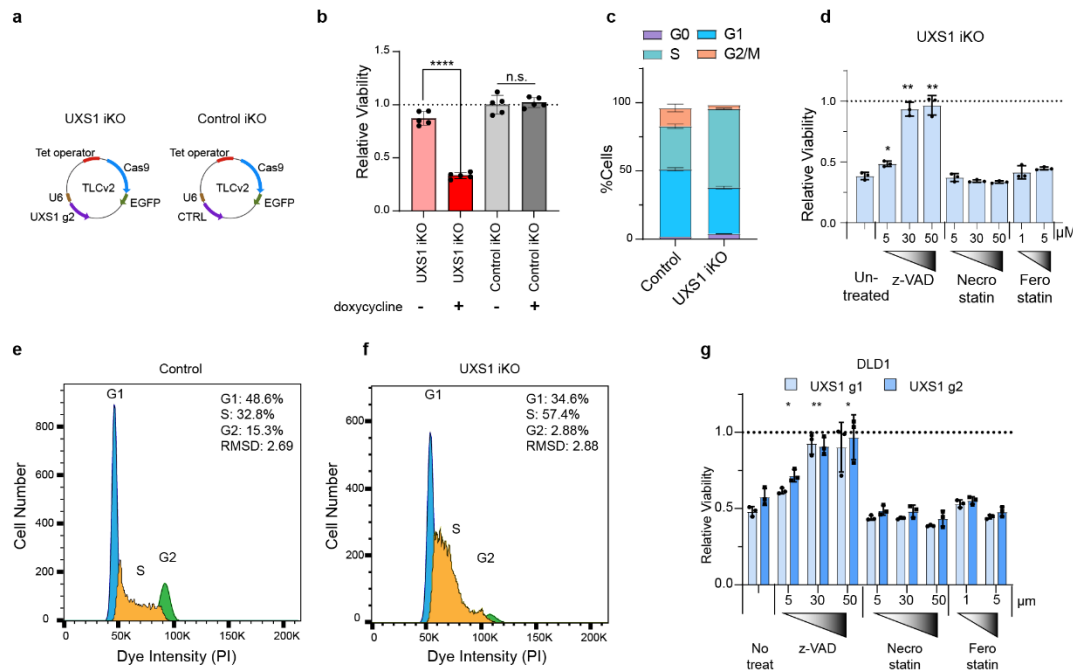 a
UXS1 iKO
Control iKO
Tet operator
Cas9
TLCv2
U6
UXS1 g2
EGFP
Tet operator
Cas9
TLCv2
U6
CTRL
EGFP
b
Relative Viability
1.5
1.0
0.5
0.0
****
n.s.
UXS1 iKO
UXS1 iKO
Control iKO
Control iKO
doxycycline - + - +
c
G0 G1
S G2/M
%Cells
100
50
0
Control
UXS1 iKO
d
UXS1 iKO
Relative Viability
1.0
0.5
0.0
* ** **
5 30 50 5 30 50 1 5 µM
Un-
treated
z-VAD
Necro
statin
Fero
statin
e
Control
G1
G1: 48.6%
S: 32.8%
G2: 15.3%
RMSD: 2.69
Cell Number
800
600
400
200
0
S
G2
0 50K 100K 150K 200K
Dye Intensity (PI)
f
UXS1 iKO
G1
G1: 34.6%
S: 57.4%
G2: 2.88%
RMSD: 2.88
Cell Number
600
400
200
0
S
G2
0 50K 100K 150K 200K
Dye Intensity (PI)
g
DLD1
UXS1 g1 UXS1 g2
Relative Viability
1.0
0.5
0.0
* ** *
5 30 50 5 30 50 1 5 µm
No
treat
z-VAD
Necro
statin
Fero
statin